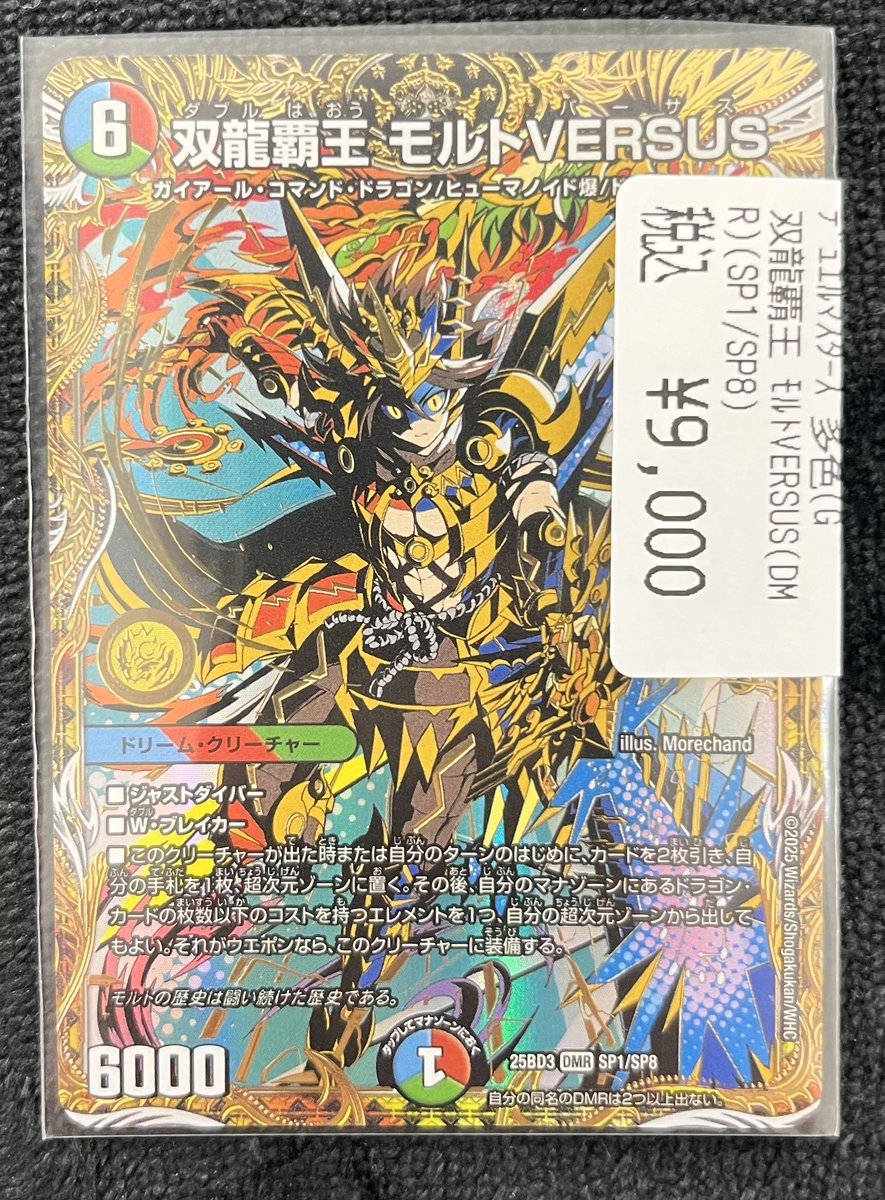 6
ダブル はおう バーサス
双龍覇王 モルトVERSUS
ガイアール・コマンド・ドラゴン/ヒューマノイド爆/ド
デュエルマスターズ 多色(G
双龍覇王 モルトVERSUS(DM
R)(SP1/SP8)
税込 ¥9,000
ドリーム・クリーチャー
illus. Morechand
■ジャストダイバー
■W・ブレイカー
■このクリーチャーが出た時または自分のターンのはじめに、カードを2枚引き、自
分の手札を1枚、超次元ゾーンに置く。その後、自分のマナゾーンにあるドラゴン・
カードの枚数以下のコストを持つエレメントを1つ、自分の超次元ゾーンから出して
もよい。それがウエポンなら、このクリーチャーに装備する。
モルトの歴史は闘い続けた歴史である。
©2025 Wizards/Shogakukan/WHC
6000
タップしてマナゾーンにおく
1
25BD3 DMR SP1/SP8
自分の同名のDMRは2つ以上出ない。